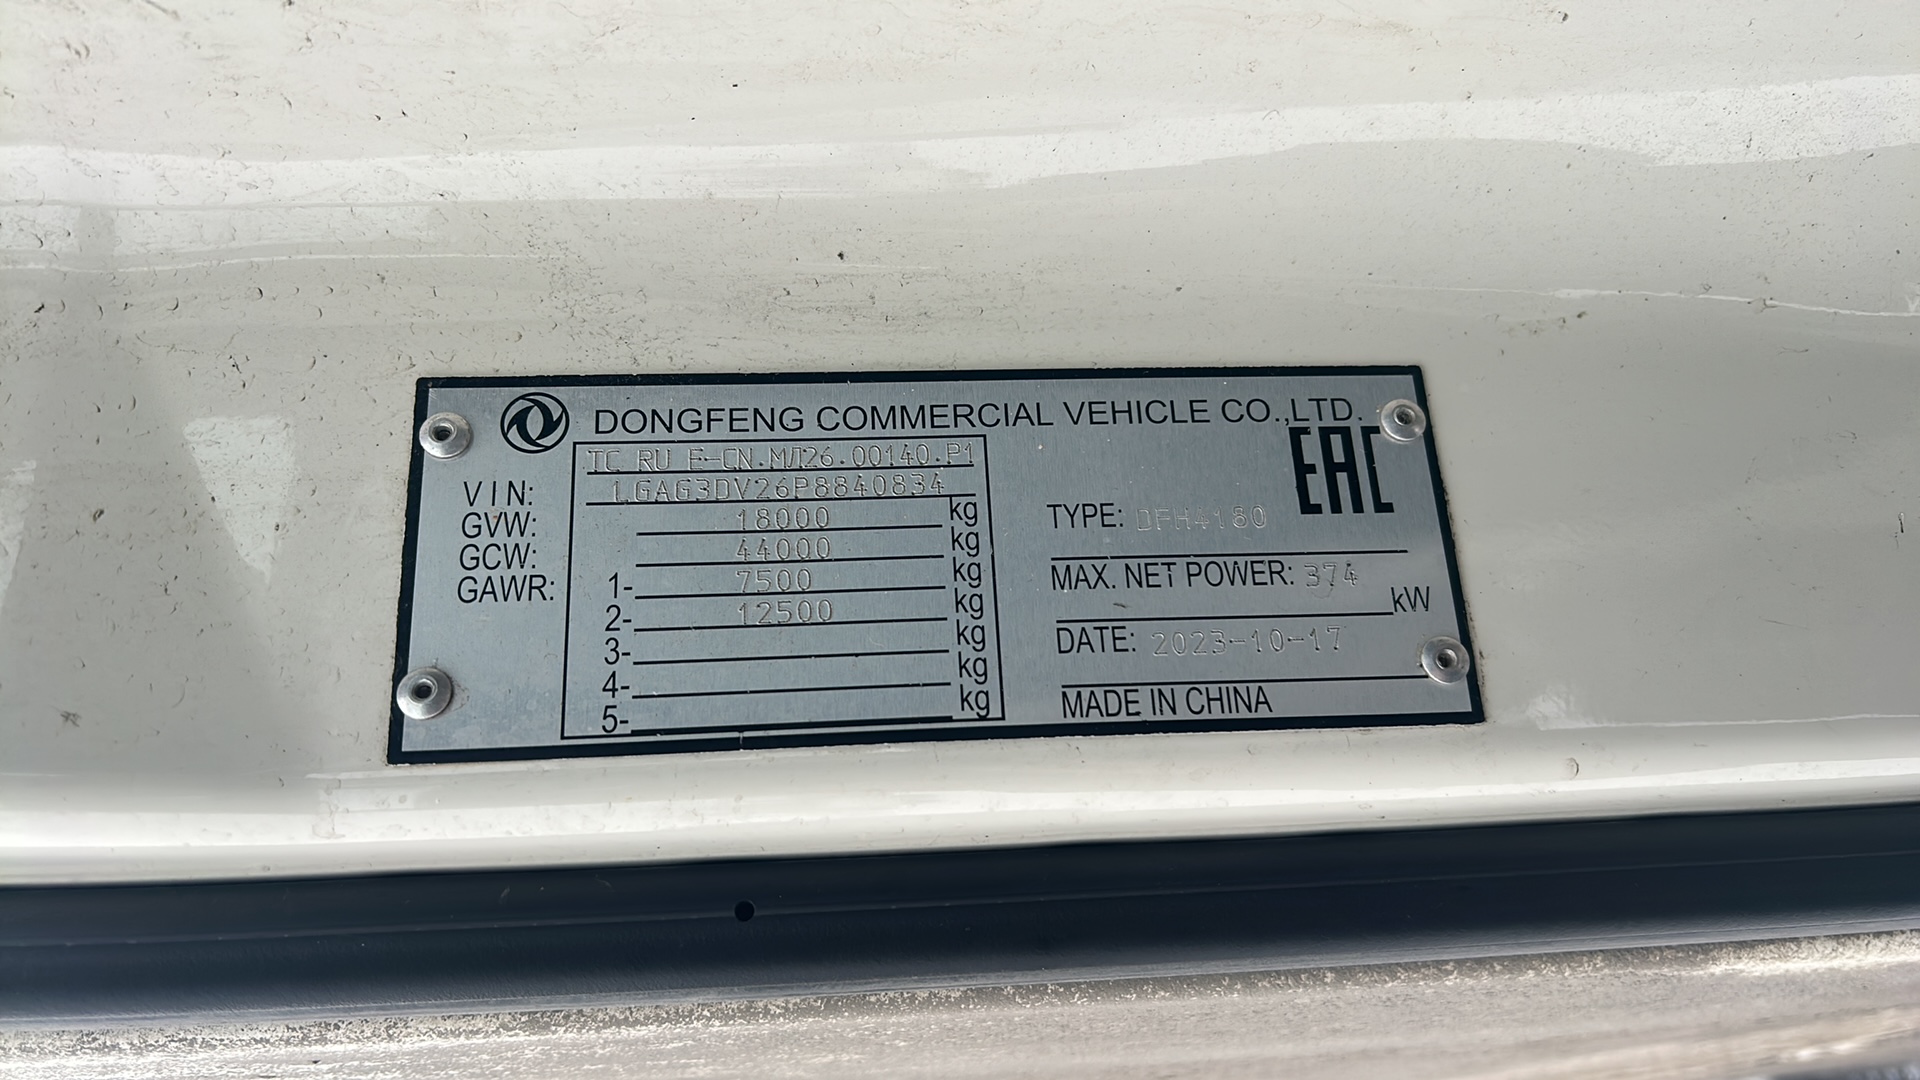 DONGFENG COMMERCIAL VEHICLE CO.,LTD.
EAC
TC RU E-CN.МЛ26.00140.P1
VIN: LGAG3DV26P8840834
GVW: 18000 kg
GCW: 44000 kg
GAWR: 1- 7500 kg
2- 12500 kg
3- kg
4- kg
5- kg
TYPE: DFH4180
MAX. NET POWER: 374 kW
DATE: 2023-10-17
MADE IN CHINA